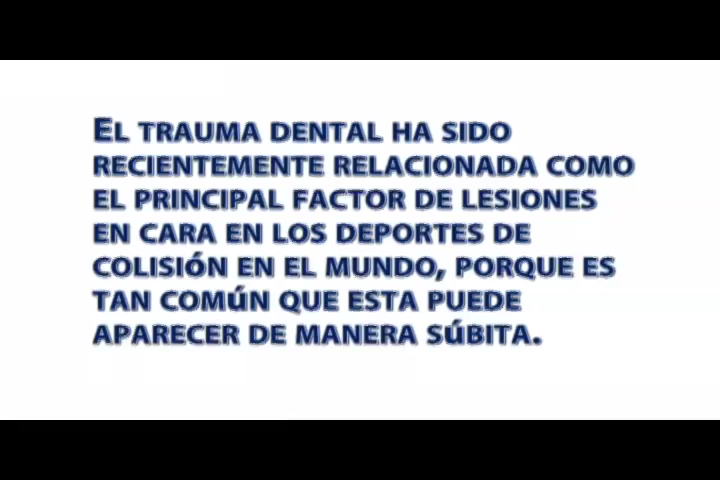 EL TRAUMA DENTAL HA SIDO
RECIENTEMENTE RELACIONADA COMO
EL PRINCIPAL FACTOR DE LESIONES
EN CARA EN LOS DEPORTES DE
COLISIÓN EN EL MUNDO, PORQUE ES
TAN COMÚN QUE ESTA PUEDE
APARECER DE MANERA SÚBITA.